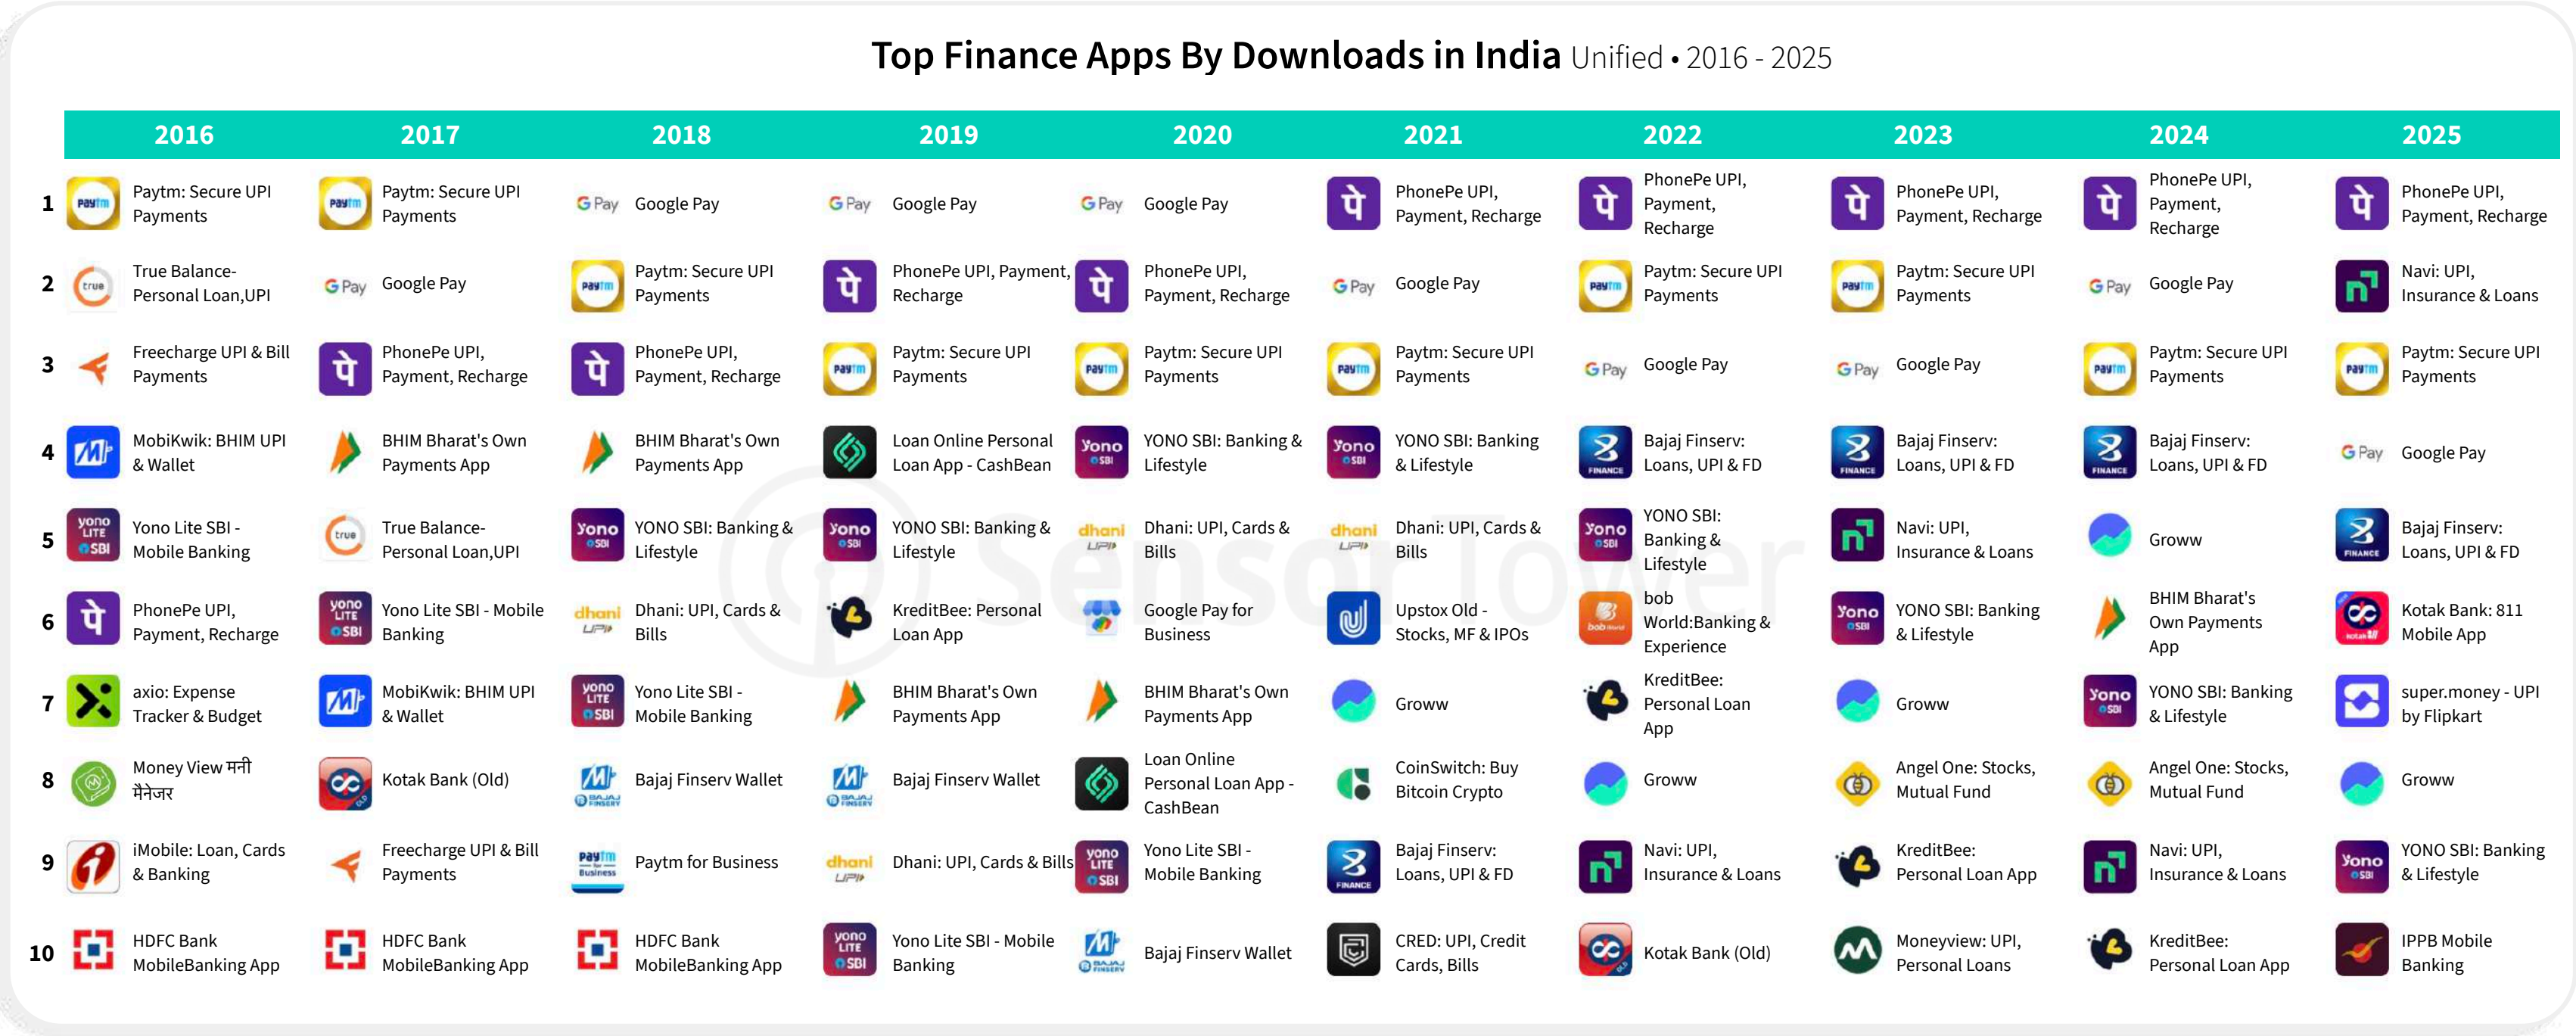 Top Finance Apps By Downloads in India Unified • 2016 - 2025
2016 2017 2018 2019 2020 2021 2022 2023 2024 2025
1
Paytm: Secure UPI
Payments
Paytm: Secure UPI
Payments
Google Pay
Google Pay
Google Pay
PhonePe UPI,
Payment, Recharge
PhonePe UPI,
Payment,
Recharge
PhonePe UPI,
Payment, Recharge
PhonePe UPI,
Payment,
Recharge
PhonePe UPI,
Payment, Recharge
2
True Balance-
Personal Loan,UPI
Google Pay
Paytm: Secure UPI
Payments
PhonePe UPI, Payment,
Recharge
PhonePe UPI,
Payment, Recharge
Google Pay
Paytm: Secure UPI
Payments
Paytm: Secure UPI
Payments
Google Pay
Navi: UPI,
Insurance & Loans
3
Freecharge UPI & Bill
Payments
PhonePe UPI,
Payment, Recharge
PhonePe UPI,
Payment, Recharge
Paytm: Secure UPI
Payments
Paytm: Secure UPI
Payments
Paytm: Secure UPI
Payments
Google Pay
Google Pay
Paytm: Secure UPI
Payments
Paytm: Secure UPI
Payments
4
MobiKwik: BHIM UPI
& Wallet
BHIM Bharat's Own
Payments App
BHIM Bharat's Own
Payments App
Loan Online Personal
Loan App - CashBean
YONO SBI: Banking &
Lifestyle
YONO SBI: Banking
& Lifestyle
Bajaj Finserv:
Loans, UPI & FD
Bajaj Finserv:
Loans, UPI & FD
Bajaj Finserv:
Loans, UPI & FD
Google Pay
5
Yono Lite SBI -
Mobile Banking
True Balance-
Personal Loan,UPI
YONO SBI: Banking &
Lifestyle
YONO SBI: Banking &
Lifestyle
Dhani: UPI, Cards &
Bills
Dhani: UPI, Cards &
Bills
YONO SBI:
Banking &
Lifestyle
Navi: UPI,
Insurance & Loans
Groww
Bajaj Finserv:
Loans, UPI & FD
6
PhonePe UPI,
Payment, Recharge
Yono Lite SBI - Mobile
Banking
Dhani: UPI, Cards &
Bills
KreditBee: Personal
Loan App
Google Pay for
Business
Upstox Old -
Stocks, MF & IPOs
bob
World:Banking &
Experience
YONO SBI: Banking
& Lifestyle
BHIM Bharat's
Own Payments
App
Kotak Bank: 811
Mobile App
7
axio: Expense
Tracker & Budget
MobiKwik: BHIM UPI
& Wallet
Yono Lite SBI -
Mobile Banking
BHIM Bharat's Own
Payments App
BHIM Bharat's Own
Payments App
Groww
KreditBee:
Personal Loan
App
Groww
YONO SBI: Banking
& Lifestyle
super.money - UPI
by Flipkart
8
Money View मनी
मैनेजर
Kotak Bank (Old)
Bajaj Finserv Wallet
Bajaj Finserv Wallet
Loan Online
Personal Loan App -
CashBean
CoinSwitch: Buy
Bitcoin Crypto
Groww
Angel One: Stocks,
Mutual Fund
Angel One: Stocks,
Mutual Fund
Groww
9
iMobile: Loan, Cards
& Banking
Freecharge UPI & Bill
Payments
Paytm for Business
Dhani: UPI, Cards & Bills
Yono Lite SBI -
Mobile Banking
Bajaj Finserv:
Loans, UPI & FD
Navi: UPI,
Insurance & Loans
KreditBee:
Personal Loan App
Navi: UPI,
Insurance & Loans
YONO SBI: Banking
& Lifestyle
10
HDFC Bank
MobileBanking App
HDFC Bank
MobileBanking App
HDFC Bank
MobileBanking App
Yono Lite SBI - Mobile
Banking
Bajaj Finserv Wallet
CRED: UPI, Credit
Cards, Bills
Kotak Bank (Old)
Moneyview: UPI,
Personal Loans
KreditBee:
Personal Loan App
IPPB Mobile
Banking
Sensor Tower